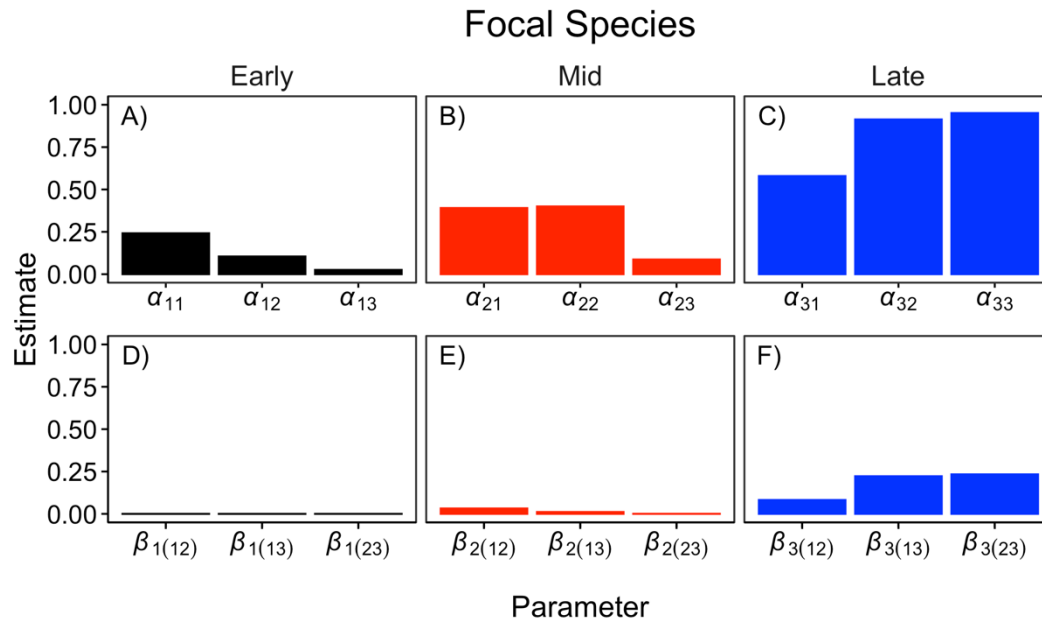 Focal Species
Early Mid Late
Estimate
A) B) C)
1.00
0.75
0.50
0.25
0.00
α₁₁ α₁₂ α₁₃ α₂₁ α₂₂ α₂₃ α₃₁ α₃₂ α₃₃
D) E) F)
1.00
0.75
0.50
0.25
0.00
β₁₍₁₂₎ β₁₍₁₃₎ β₁₍₂₃₎ β₂₍₁₂₎ β₂₍₁₃₎ β₂₍₂₃₎ β₃₍₁₂₎ β₃₍₁₃₎ β₃₍₂₃₎
Parameter